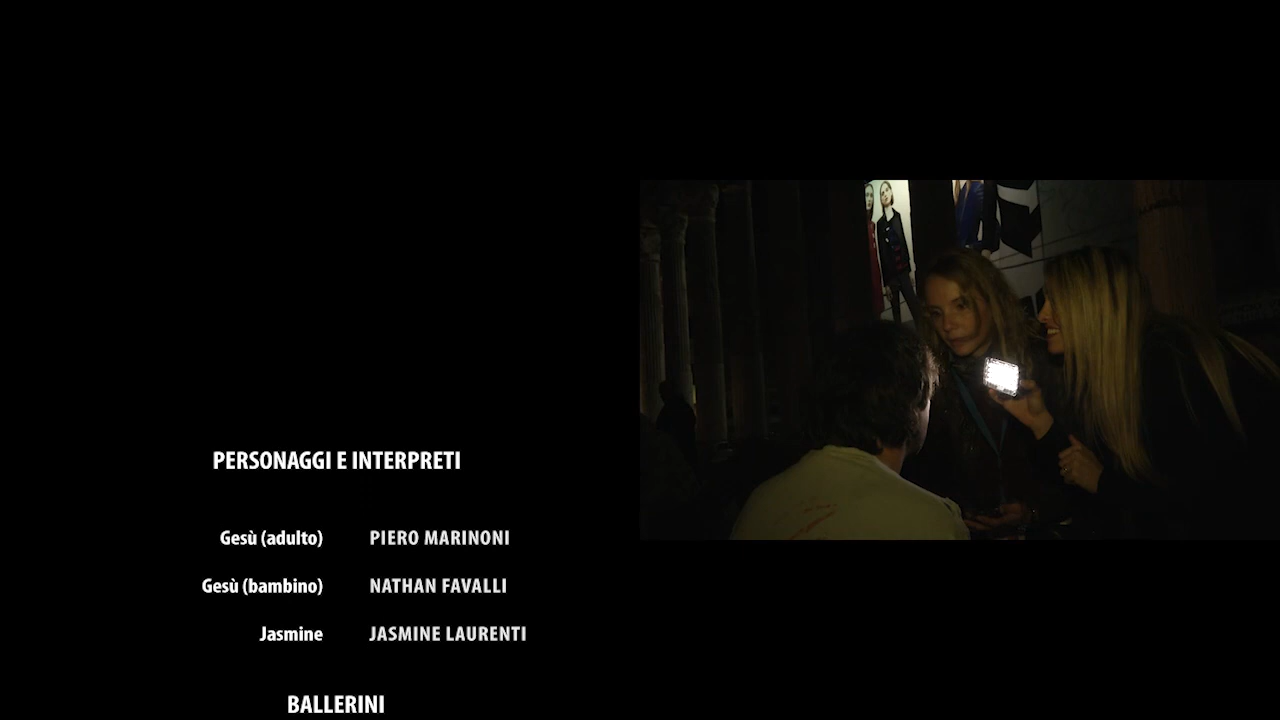 PERSONAGGI E INTERPRETI
Gesù (adulto) PIERO MARINONI
Gesù (bambino) NATHAN FAVALLI
Jasmine JASMINE LAURENTI
BALLERINI